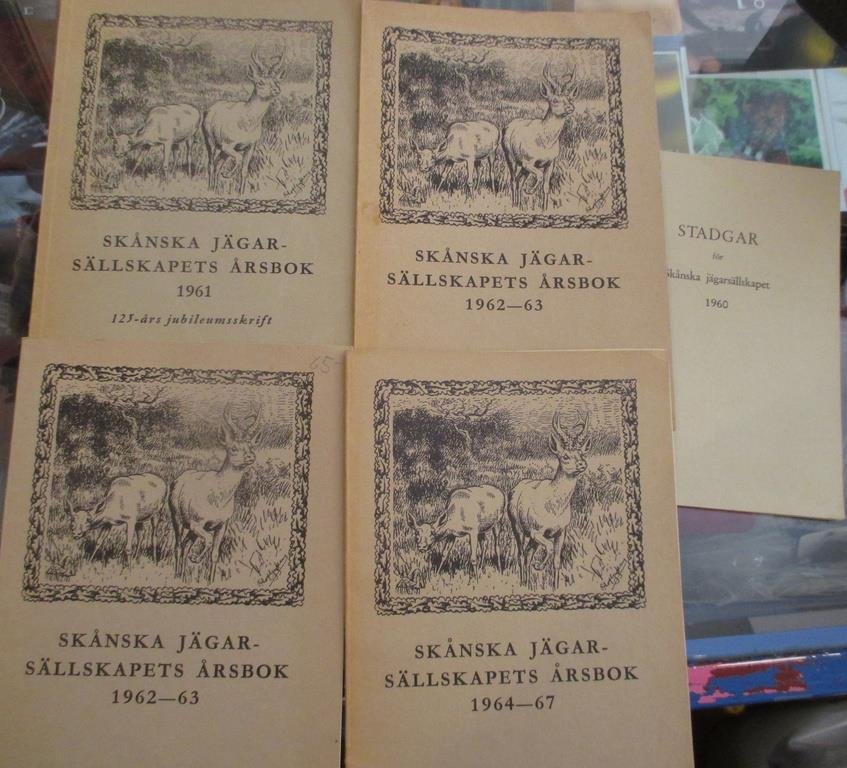 SKÅNSKA JÄGAR-
SÄLLSKAPETS ÅRSBOK
1961
125-års jubileumsskrift
SKÅNSKA JÄGAR-
SÄLLSKAPETS ÅRSBOK
1962—63
STADGAR
för
Skånska jägarsällskapet
1960
65-
SKÅNSKA JÄGAR-
SÄLLSKAPETS ÅRSBOK
1962—63
SKÅNSKA JÄGAR-
SÄLLSKAPETS ÅRSBOK
1964—67